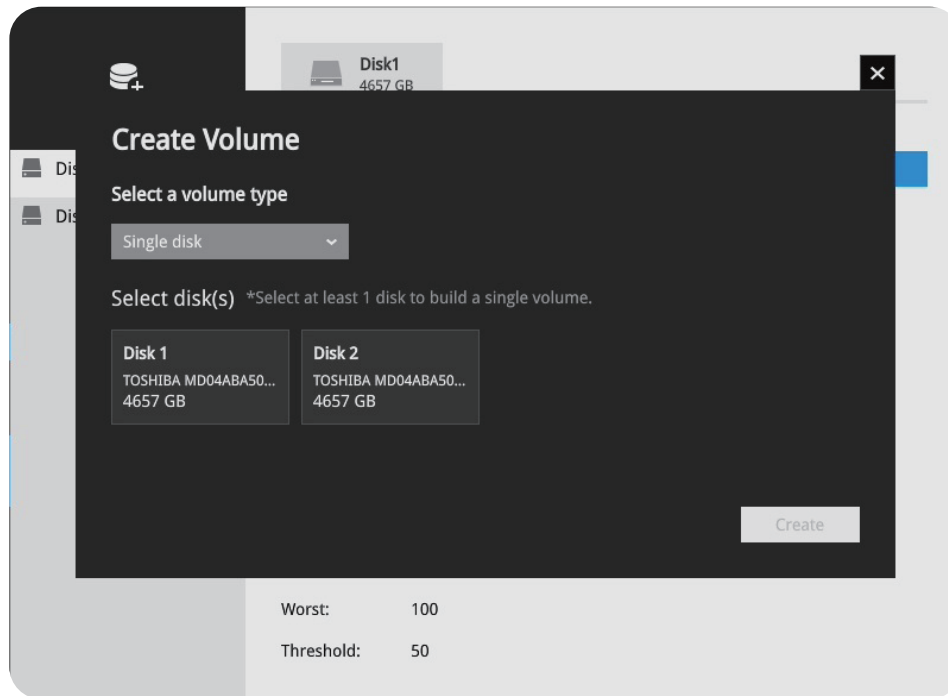 Disk1
4657 GB
Create Volume
Select a volume type
Single disk
Select disk(s) *Select at least 1 disk to build a single volume.
Disk 1
TOSHIBA MD04ABA50...
4657 GB
Disk 2
TOSHIBA MD04ABA50...
4657 GB
Create
Worst: 100
Threshold: 50